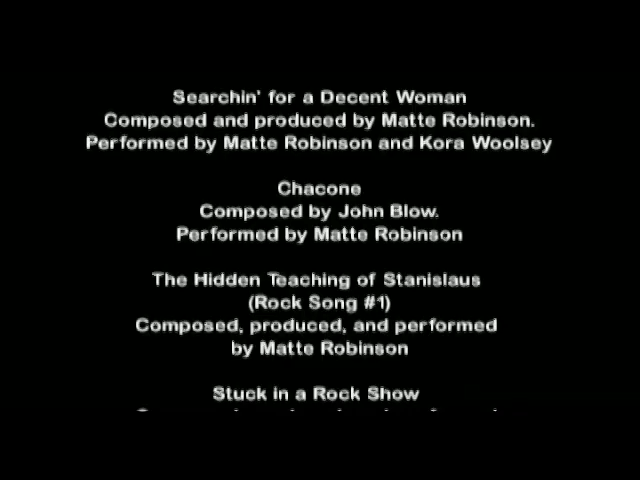 Searchin' for a Decent Woman
Composed and produced by Matte Robinson.
Performed by Matte Robinson and Kora Woolsey
Chacone
Composed by John Blow.
Performed by Matte Robinson
The Hidden Teaching of Stanislaus
(Rock Song #1)
Composed, produced, and performed
by Matte Robinson
Stuck in a Rock Show